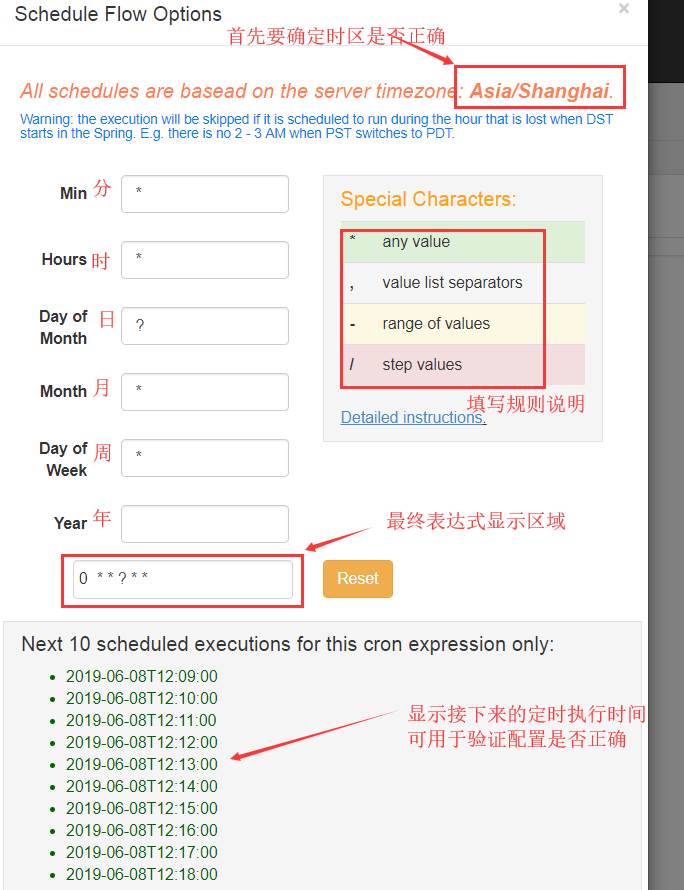 Schedule Flow Options
×
首先要确定时区是否正确
All schedules are basead on the server timezone: Asia/Shanghai.
Warning: the execution will be skipped if it is scheduled to run during the hour that is lost when DST
starts in the Spring. E.g. there is no 2 - 3 AM when PST switches to PDT.
Min 分 *
Hours 时 *
Day of
Month 日 ?
Month 月 *
Day of
Week 周 *
Year 年
Special Characters:
* any value
, value list separators
- range of values
/ step values
填写规则说明
Detailed instructions.
最终表达式显示区域
0 * * ? * *
Reset
Next 10 scheduled executions for this cron expression only:
• 2019-06-08T12:09:00
• 2019-06-08T12:10:00
• 2019-06-08T12:11:00
• 2019-06-08T12:12:00
• 2019-06-08T12:13:00
• 2019-06-08T12:14:00
• 2019-06-08T12:15:00
• 2019-06-08T12:16:00
• 2019-06-08T12:17:00
• 2019-06-08T12:18:00
显示接下来的定时执行时间
可用于验证配置是否正确